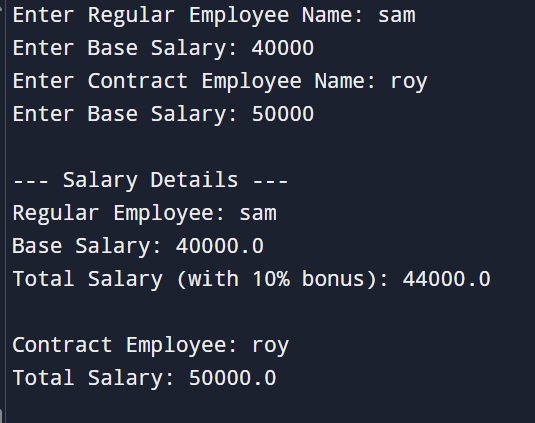 Enter Regular Employee Name: sam
Enter Base Salary: 40000
Enter Contract Employee Name: roy
Enter Base Salary: 50000
--- Salary Details ---
Regular Employee: sam
Base Salary: 40000.0
Total Salary (with 10% bonus): 44000.0
Contract Employee: roy
Total Salary: 50000.0